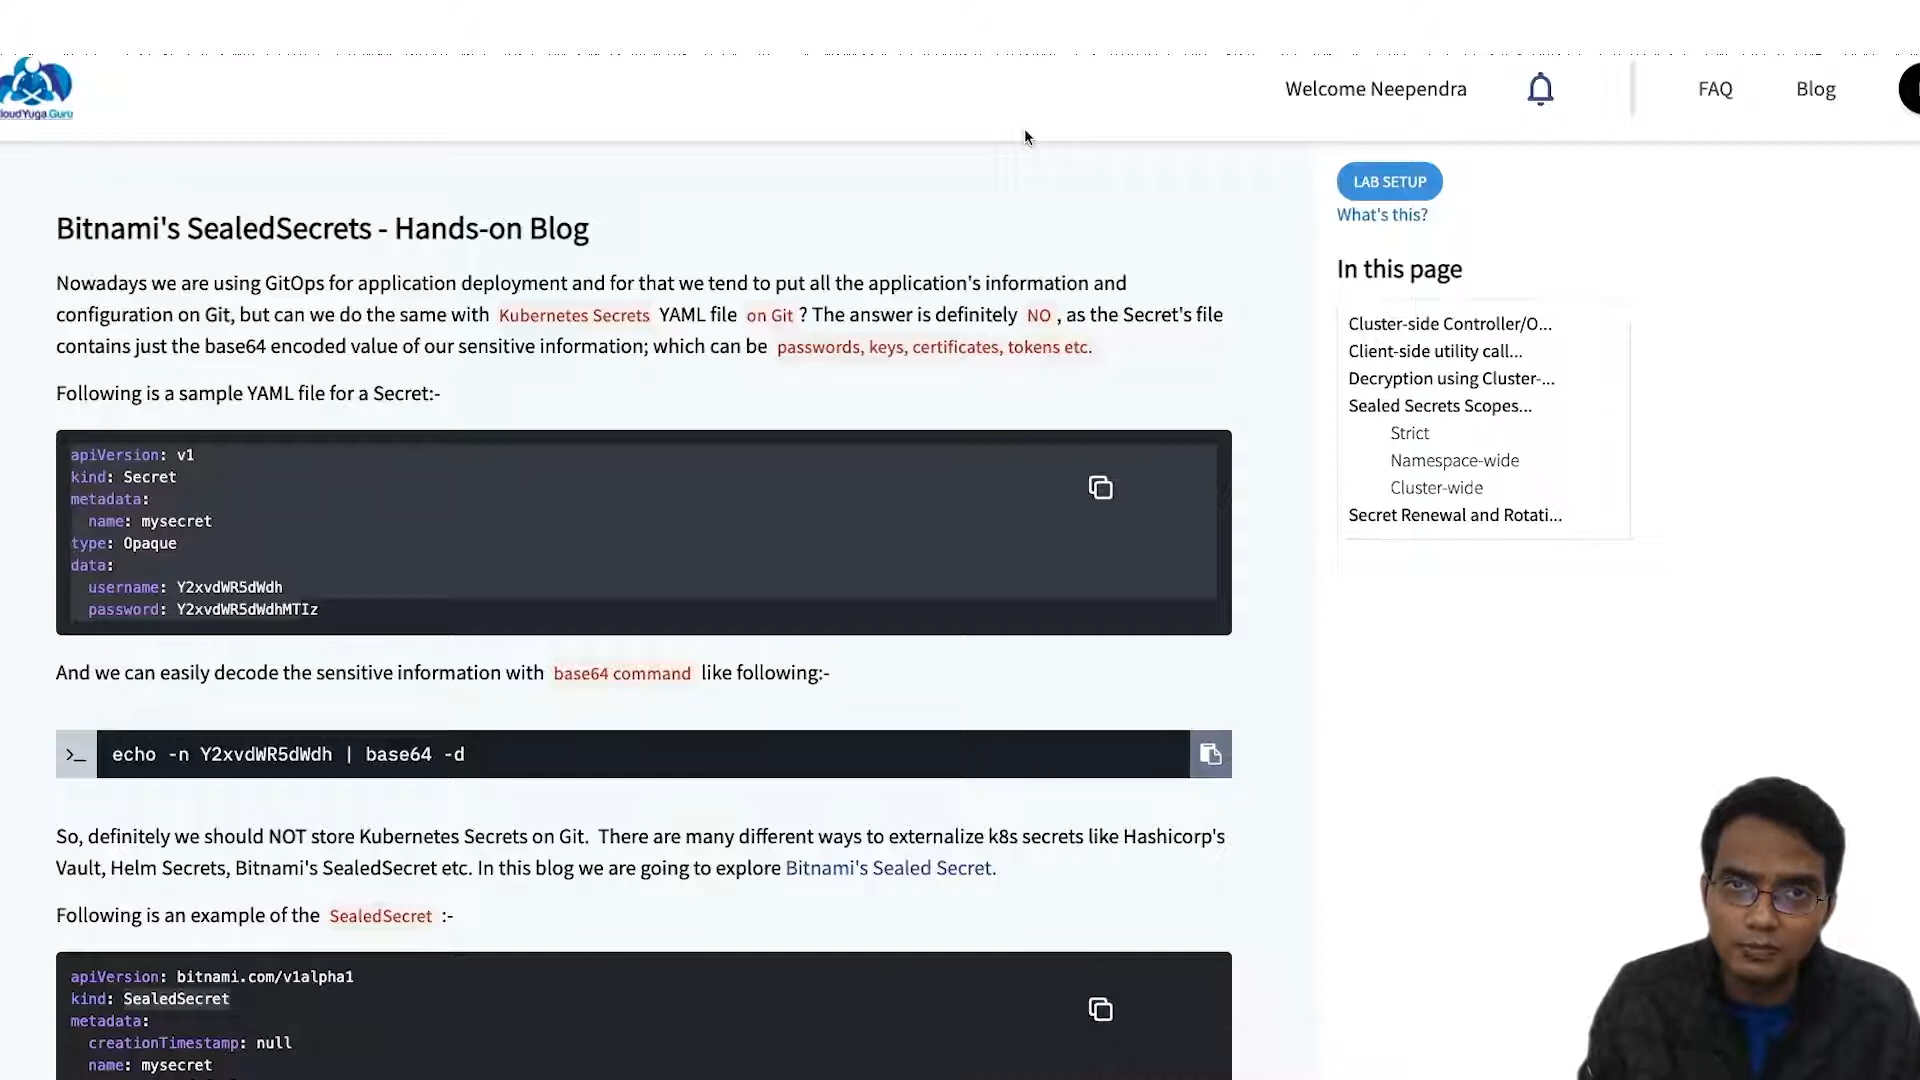 loudYuga.Guru
Welcome Neependra
FAQ
Blog
LAB SETUP
What's this?
Bitnami's SealedSecrets - Hands-on Blog
Nowadays we are using GitOps for application deployment and for that we tend to put all the application's information and
configuration on Git, but can we do the same with Kubernetes Secrets YAML file on Git ? The answer is definitely NO , as the Secret's file
contains just the base64 encoded value of our sensitive information; which can be passwords, keys, certificates, tokens etc.
Following is a sample YAML file for a Secret:-
apiVersion: v1
kind: Secret
metadata:
name: mysecret
type: Opaque
data:
username: Y2xvdWR5dWdh
password: Y2xvdWR5dWdhMTIz
And we can easily decode the sensitive information with base64 command like following:-
>_ echo -n Y2xvdWR5dWdh | base64 -d
So, definitely we should NOT store Kubernetes Secrets on Git. There are many different ways to externalize k8s secrets like Hashicorp's
Vault, Helm Secrets, Bitnami's SealedSecret etc. In this blog we are going to explore Bitnami's Sealed Secret.
Following is an example of the SealedSecret :-
apiVersion: bitnami.com/v1alpha1
kind: SealedSecret
metadata:
creationTimestamp: null
name: mysecret
In this page
Cluster-side Controller/O...
Client-side utility call...
Decryption using Cluster-...
Sealed Secrets Scopes...
Strict
Namespace-wide
Cluster-wide
Secret Renewal and Rotati...